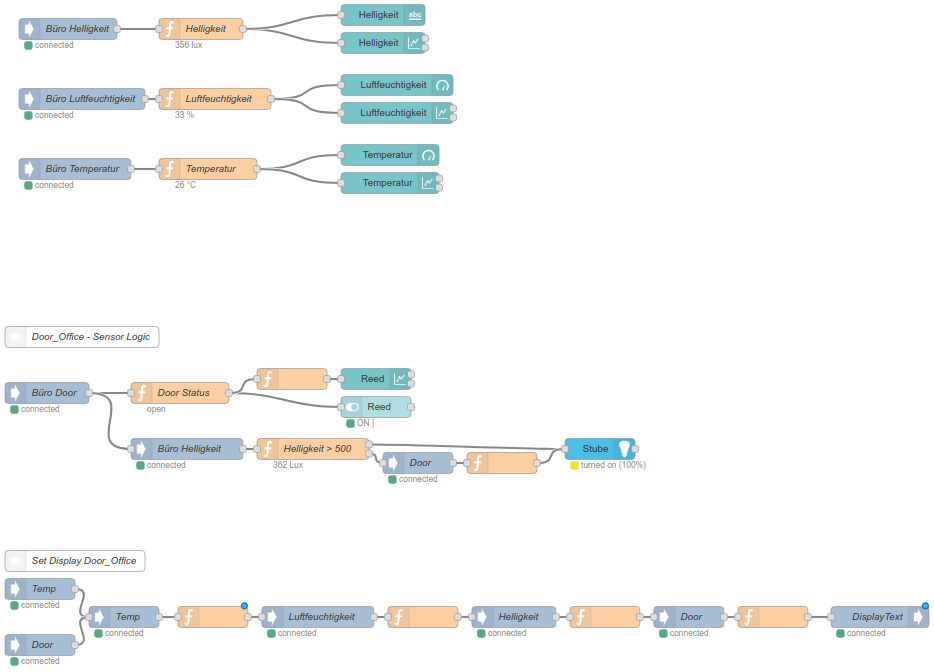 Büro Helligkeit
connected
Helligkeit
356 lux
Helligkeit
abc
Helligkeit
Büro Luftfeuchtigkeit
connected
Luftfeuchtigkeit
33 %
Luftfeuchtigkeit
Luftfeuchtigkeit
Büro Temperatur
connected
Temperatur
26 °C
Temperatur
Temperatur
Door_Office - Sensor Logic
Büro Door
connected
Door Status
open
Reed
Reed
ON |
Büro Helligkeit
connected
Helligkeit > 500
362 Lux
Door
connected
Stube
turned on (100%)
Set Display Door_Office
Temp
connected
Door
connected
Temp
connected
Luftfeuchtigkeit
connected
Helligkeit
connected
Door
connected
DisplayText
connected